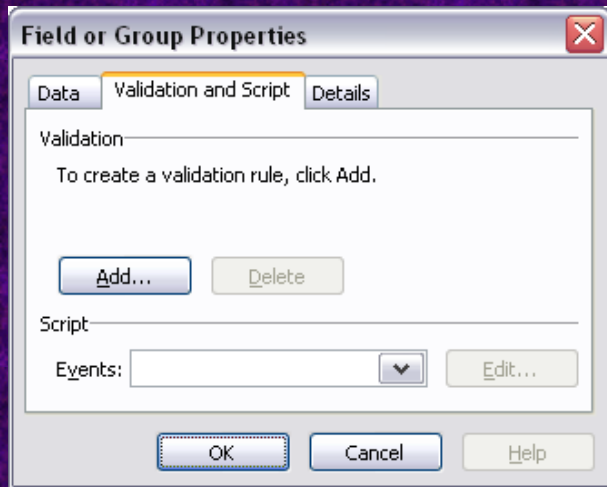 Field or Group Properties
Data Validation and Script Details
Validation
To create a validation rule, click Add.
Add... Delete
Script
Events: Edit...
OK Cancel Help